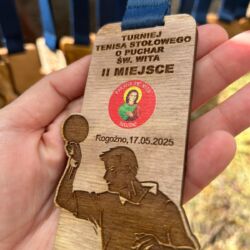 TURNIEJ
TENISA STOŁOWEGO
O PUCHAR
ŚW. WITA
II MIEJSCE
Rogoźno, 17.05.2025